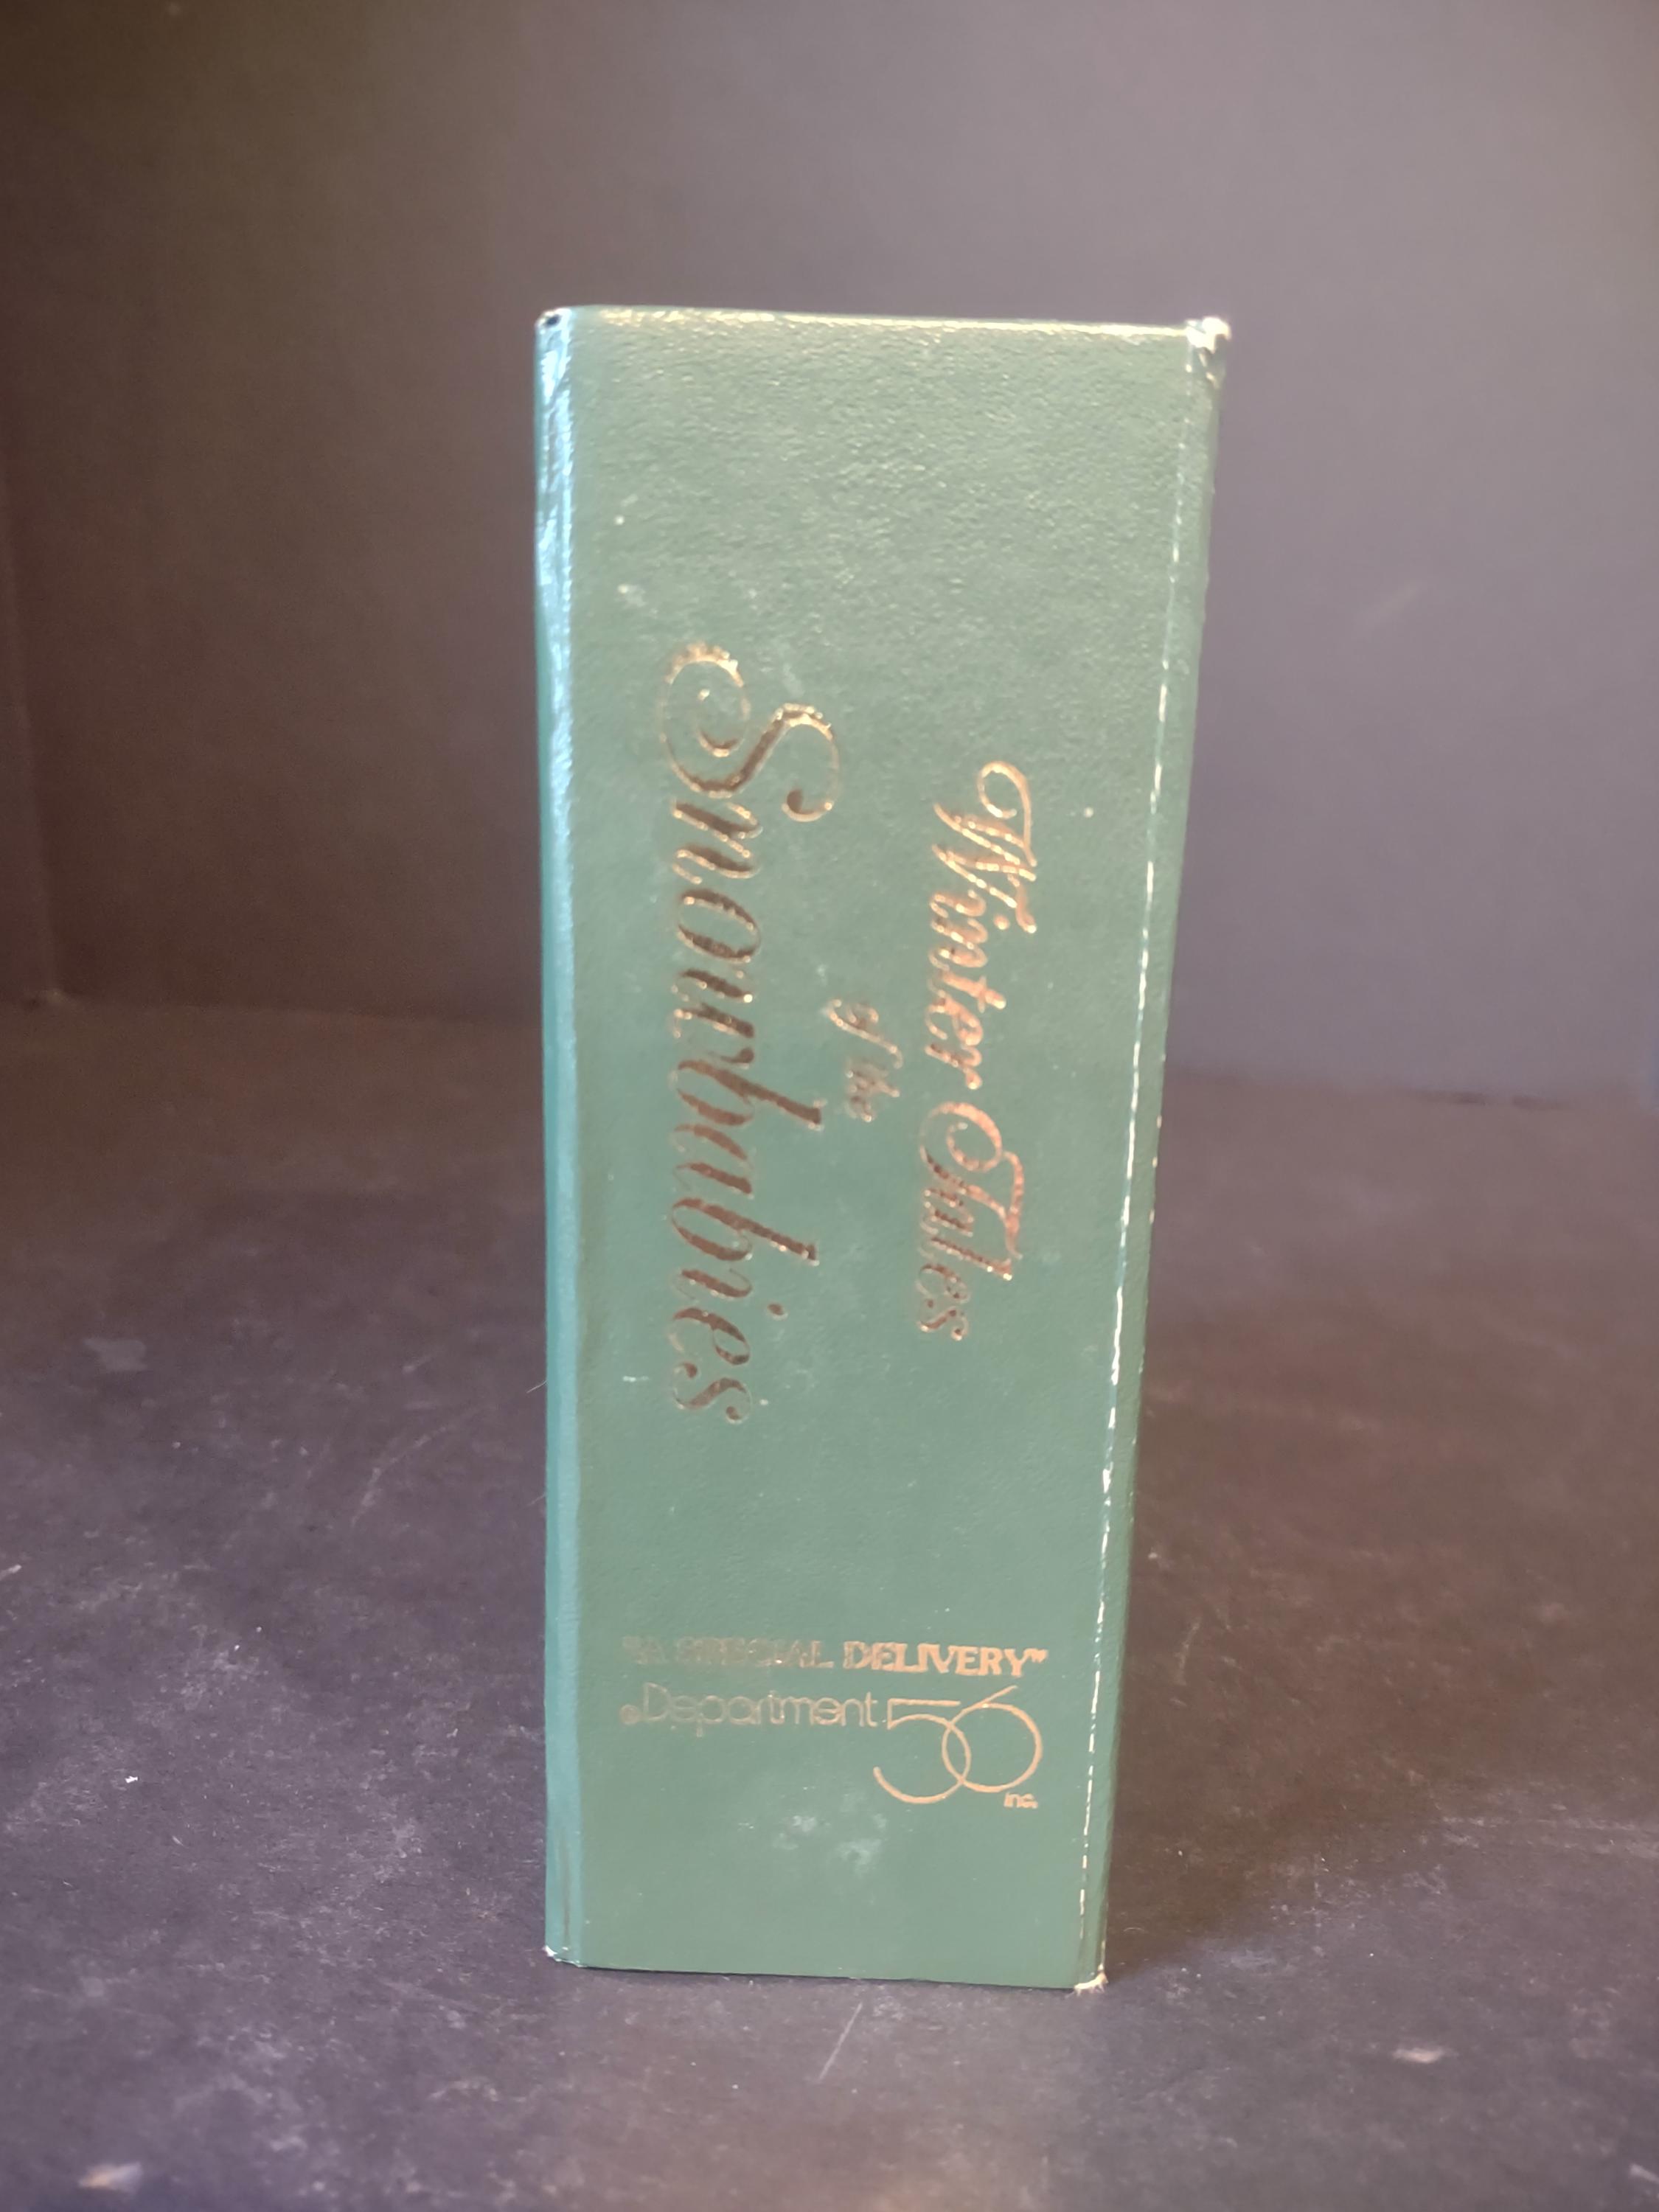 Winter Tales
of the
Snowbabies
"A SPECIAL DELIVERY"
® Department 56
Inc.